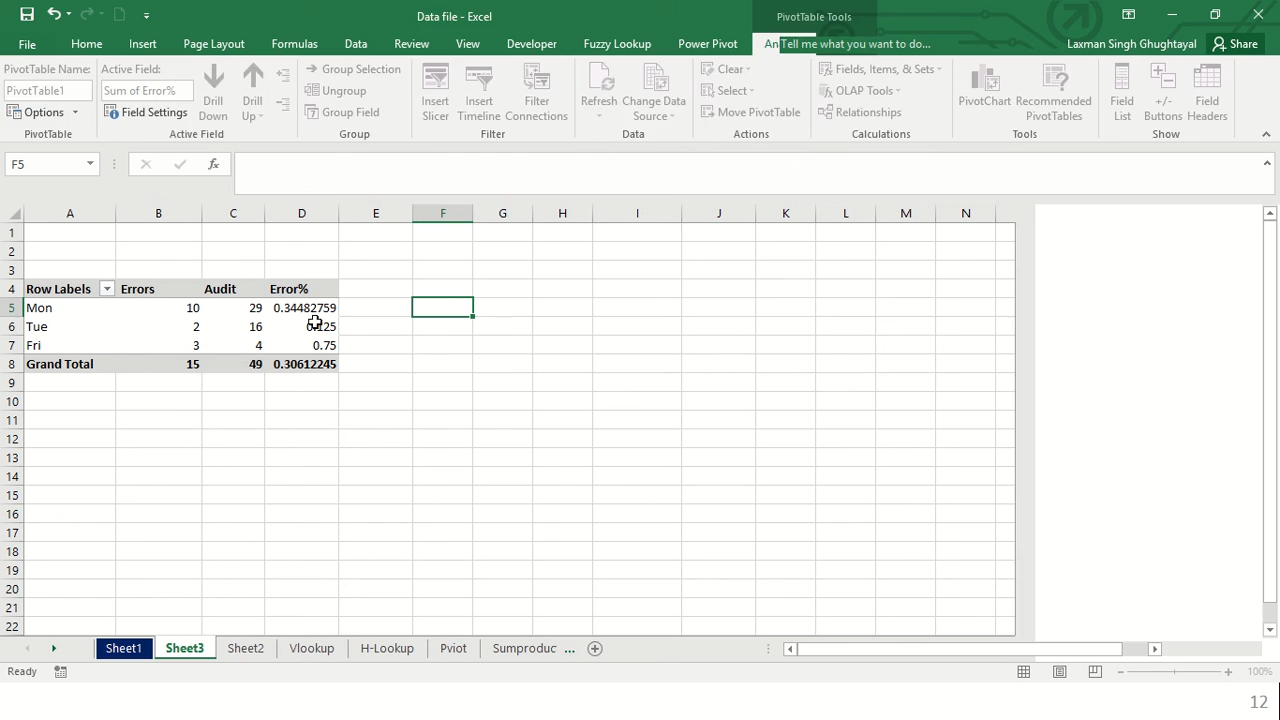 Data file - Excel
PivotTable Tools
File Home Insert Page Layout Formulas Data Review View Developer Fuzzy Lookup Power Pivot An Tell me what you want to do... Laxman Singh Ghughtayal Share
PivotTable Name:
PivotTable1
Options
PivotTable
Active Field:
Sum of Error%
Field Settings
Drill Down
Drill Up
Active Field
Group Selection
Ungroup
Group Field
Group
Insert Slicer
Insert Timeline
Filter Connections
Filter
Refresh
Change Data Source
Data
Clear
Select
Move PivotTable
Actions
Fields, Items, & Sets
OLAP Tools
Relationships
Calculations
PivotChart
Recommended PivotTables
Tools
Field List
+/- Buttons
Field Headers
Show
F5
fx
A B C D E F G H I J K L M N
1
2
3
4 Row Labels Errors Audit Error%
5 Mon 10 29 0.34482759
6 Tue 2 16 0.125
7 Fri 3 4 0.75
8 Grand Total 15 49 0.30612245
9
10
11
12
13
14
15
16
17
18
19
20
21
22
Sheet1 Sheet3 Sheet2 Vlookup H-Lookup Pviot Sumproduc ...
Ready
100%
12